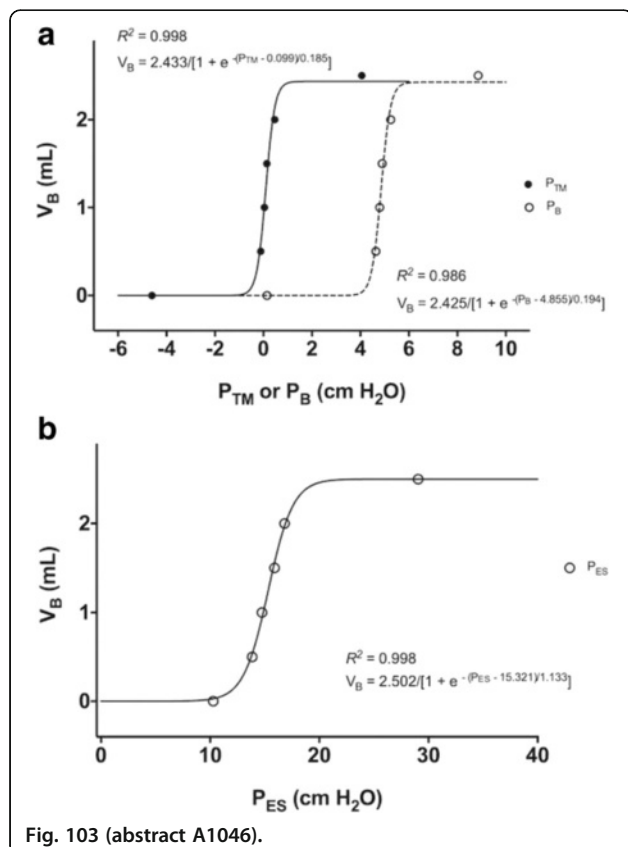 a
R² = 0.998
V_B = 2.433/[1 + e^-(P_TM - 0.099)/0.185]
V_B (mL)
2
1
0
P_TM
P_B
R² = 0.986
V_B = 2.425/[1 + e^-(P_B - 4.855)/0.194]
-6 -4 -2 0 2 4 6 8 10
P_TM or P_B (cm H₂O)
b
V_B (mL)
2
1
0
P_ES
R² = 0.998
V_B = 2.502/[1 + e^-(P_ES - 15.321)/1.133]
0 10 20 30 40
P_ES (cm H₂O)
Fig. 103 (abstract A1046).